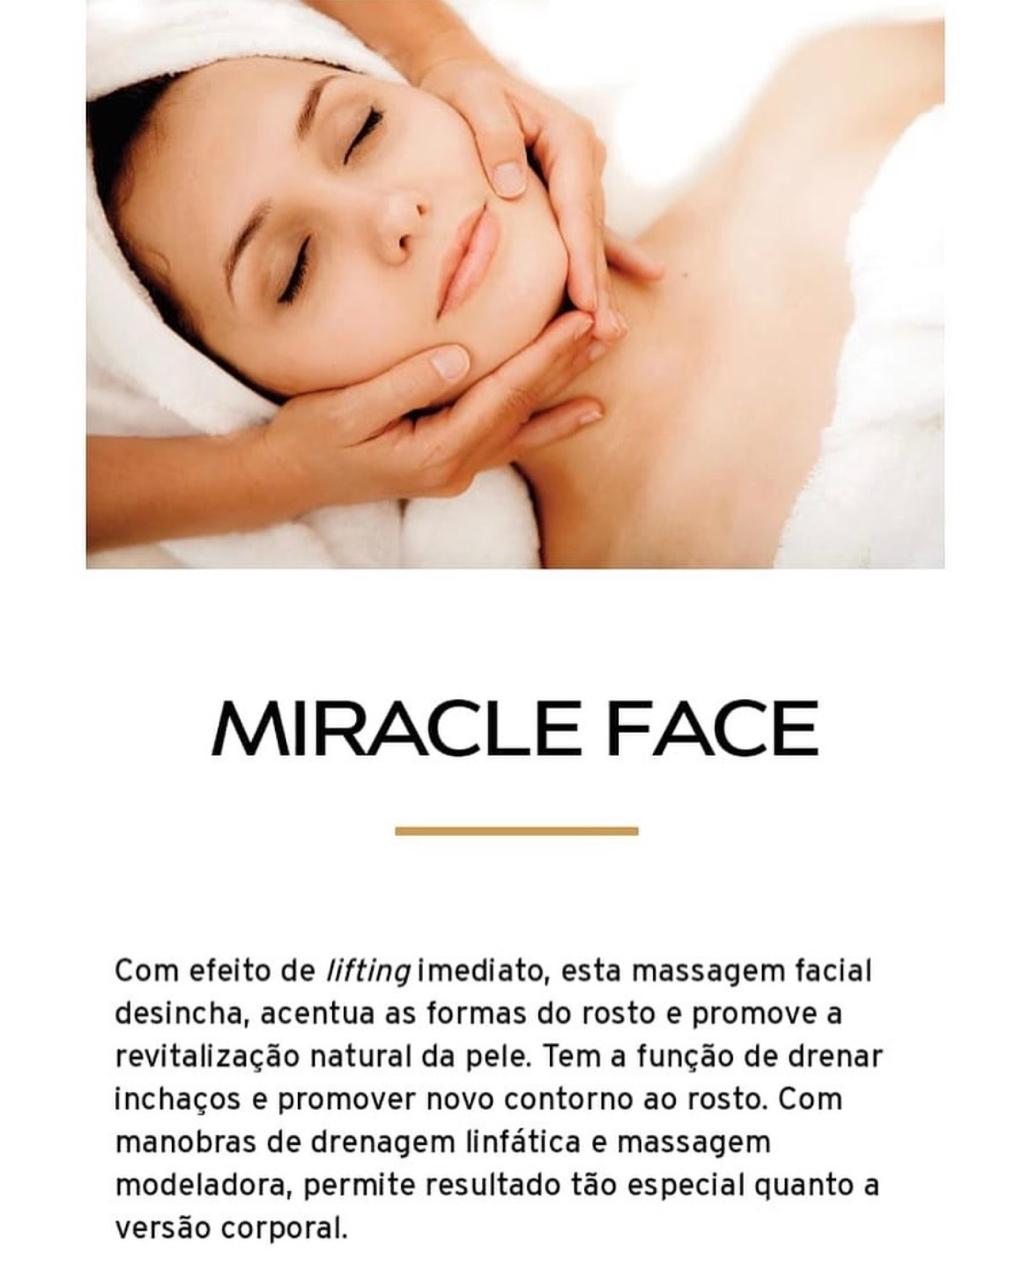 MIRACLE FACE
Com efeito de lifting imediato, esta massagem facial
desincha, acentua as formas do rosto e promove a
revitalização natural da pele. Tem a função de drenar
inchaços e promover novo contorno ao rosto. Com
manobras de drenagem linfática e massagem
modeladora, permite resultado tão especial quanto a
versão corporal.